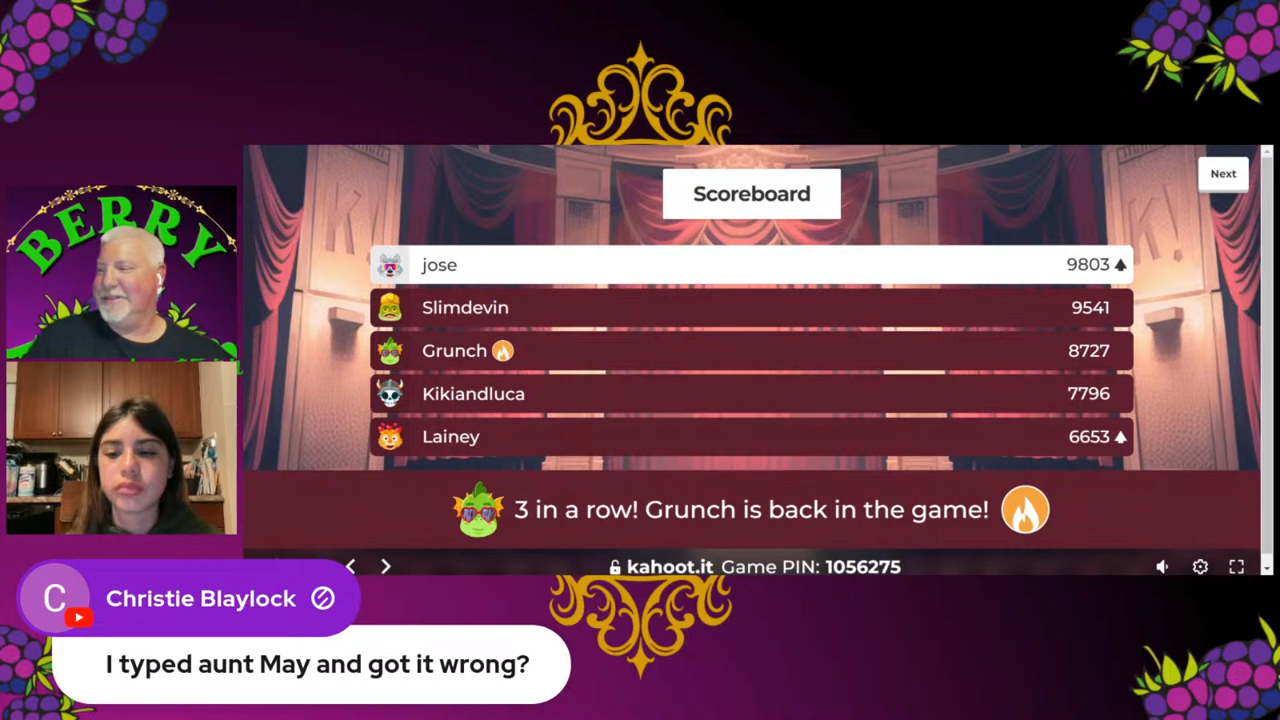 BERRY
K
K
Scoreboard
Next
jose 9803
Slimdevin 9541
Grunch 8727
Kikiandluca 7796
Lainey 6653
3 in a row! Grunch is back in the game!
kahoot.it Game PIN: 1056275
C Christie Blaylock
I typed aunt May and got it wrong?